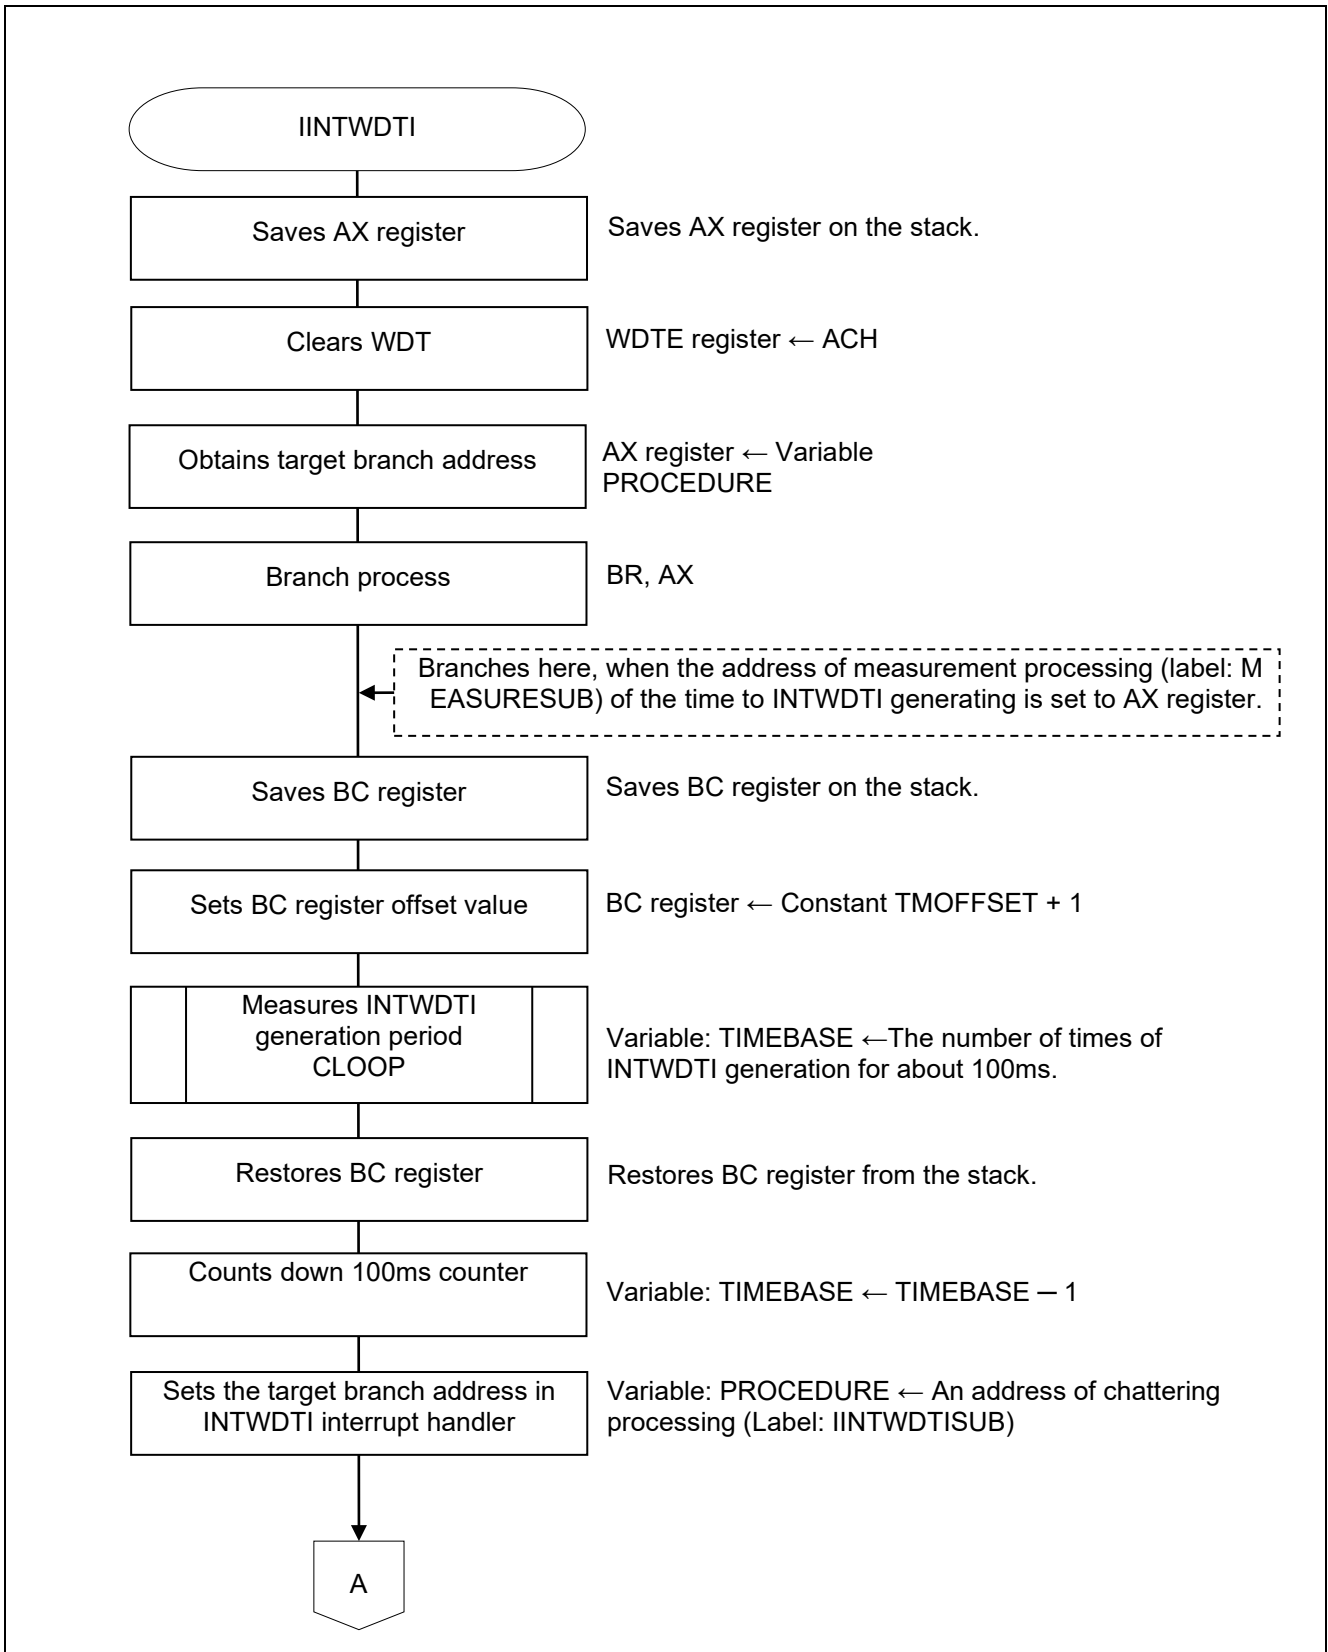 IINTWDTI
Saves AX register
Saves AX register on the stack.
Clears WDT
WDTE register ← ACH
Obtains target branch address
AX register ← Variable
PROCEDURE
Branch process
BR, AX
Branches here, when the address of measurement processing (label: M
EASURESUB) of the time to INTWDTI generating is set to AX register.
Saves BC register
Saves BC register on the stack.
Sets BC register offset value
BC register ← Constant TMOFFSET + 1
Measures INTWDTI
generation period
CLOOP
Variable: TIMEBASE ←The number of times of
INTWDTI generation for about 100ms.
Restores BC register
Restores BC register from the stack.
Counts down 100ms counter
Variable: TIMEBASE ← TIMEBASE － 1
Sets the target branch address in
INTWDTI interrupt handler
Variable: PROCEDURE ← An address of chattering
processing (Label: IINTWDTISUB)
A